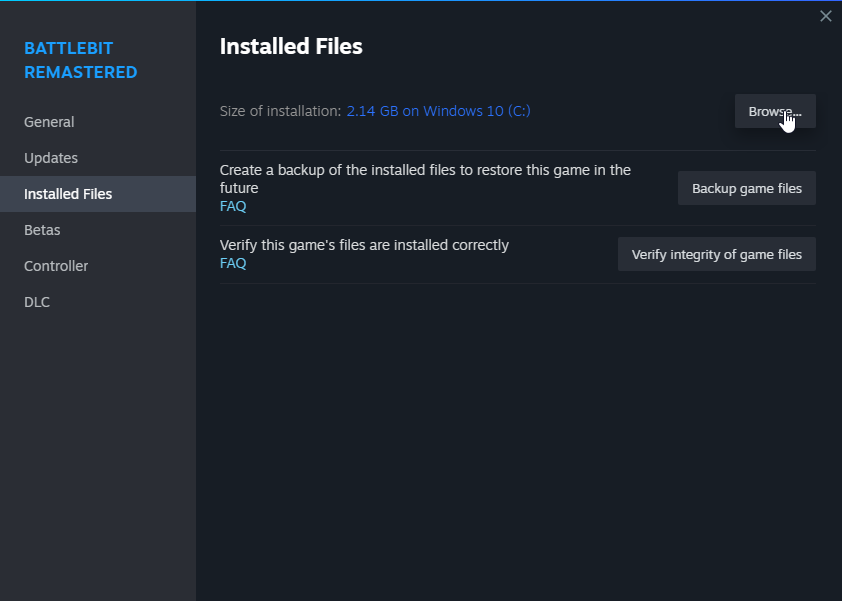 BATTLEBIT
REMASTERED
General
Updates
Installed Files
Betas
Controller
DLC
Installed Files
Size of installation: 2.14 GB on Windows 10 (C:)
Browse...
Create a backup of the installed files to restore this game in the
future
FAQ
Backup game files
Verify this game's files are installed correctly
FAQ
Verify integrity of game files